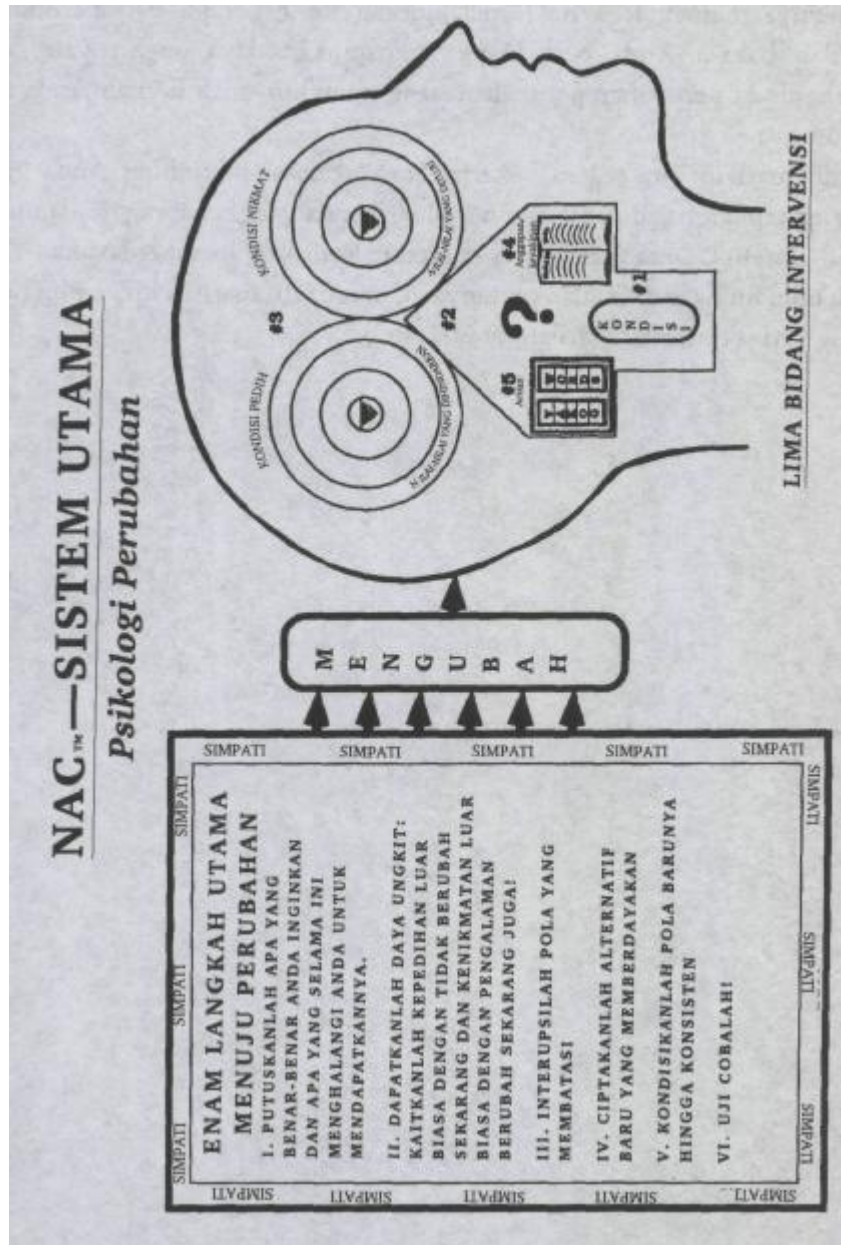 NAC™—SISTEM UTAMA
Psikologi Perubahan
SIMPATI SIMPATI SIMPATI
SIMPATI
SIMPATI
SIMPATI
SIMPATI
ENAM LANGKAH UTAMA
MENUJU PERUBAHAN
I. PUTUSKANLAH APA YANG
BENAR-BENAR ANDA INGINKAN
DAN APA YANG SELAMA INI
MENGHALANGI ANDA UNTUK
MENDAPATKANNYA.
II. DAPATKANLAH DAYA UNGKIT:
KAITKANLAH KEPEDIHAN LUAR
BIASA DENGAN TIDAK BERUBAH
SEKARANG DAN KENIKMATAN LUAR
BIASA DENGAN PENGALAMAN
BERUBAH SEKARANG JUGA!
III. INTERUPSILAH POLA YANG
MEMBATASI
IV. CIPTAKANLAH ALTERNATIF
BARU YANG MEMBERDAYAKAN
V. KONDISIKANLAH POLA BARUNYA
HINGGA KONSISTEN
VI. UJI COBALAH!
SIMPATI
SIMPATI
SIMPATI
SIMPATI
SIMPATI
SIMPATI SIMPATI SIMPATI
MENGUBAH
KONDISI PEDIH
#3
KONDISI NIKMAT
#2
#5
?
#4
#1
KONDISI
LIMA BIDANG INTERVENSI